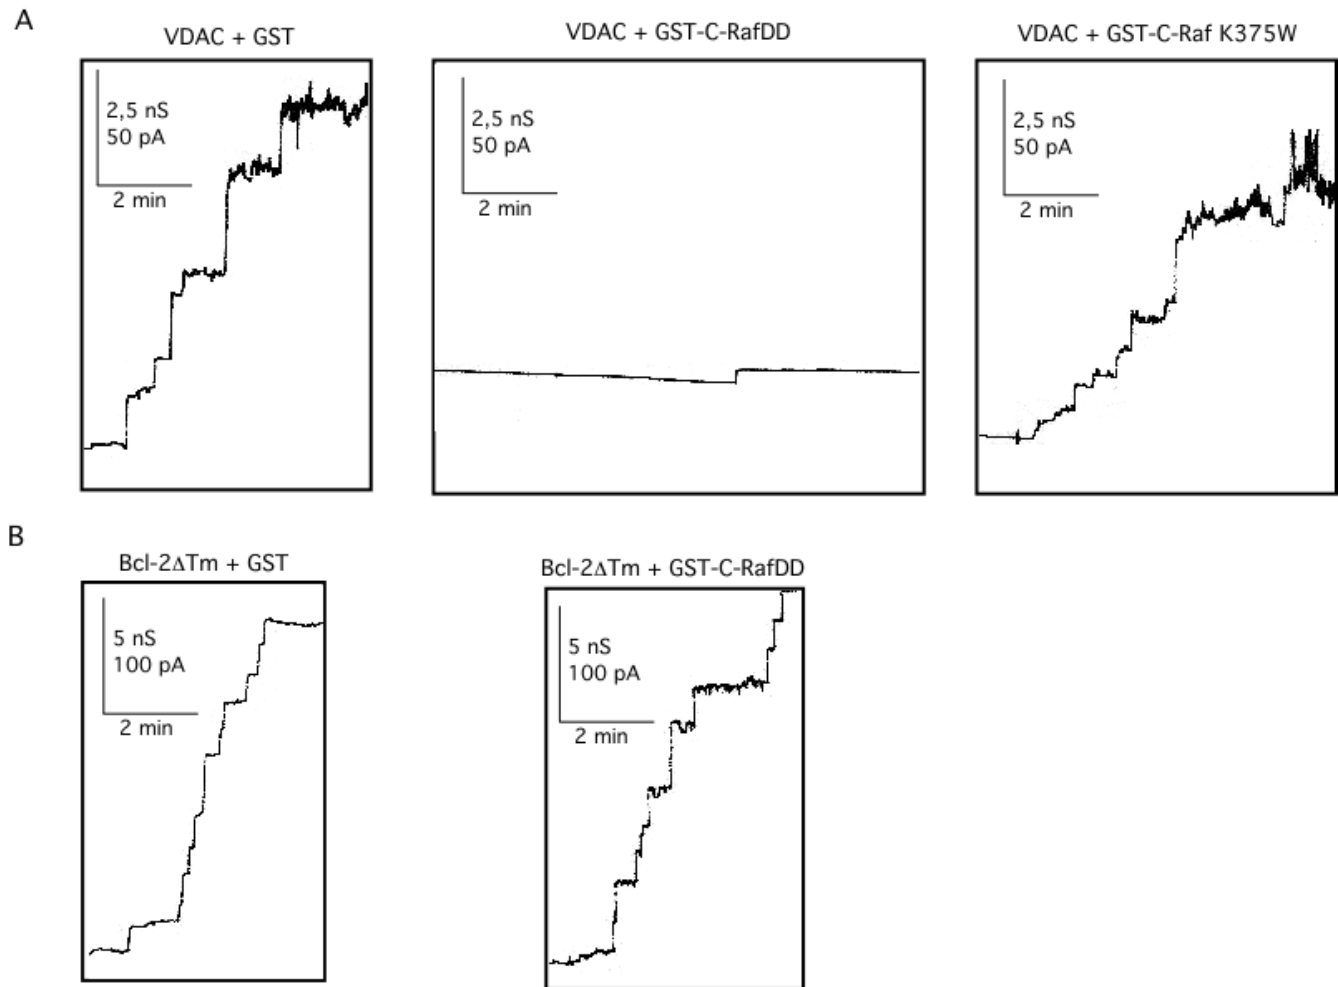 A
VDAC + GST
VDAC + GST-C-RafDD
VDAC + GST-C-Raf K375W
2,5 nS
50 pA
2 min
2,5 nS
50 pA
2 min
2,5 nS
50 pA
2 min
B
Bcl-2ΔTm + GST
Bcl-2ΔTm + GST-C-RafDD
5 nS
100 pA
2 min
5 nS
100 pA
2 min